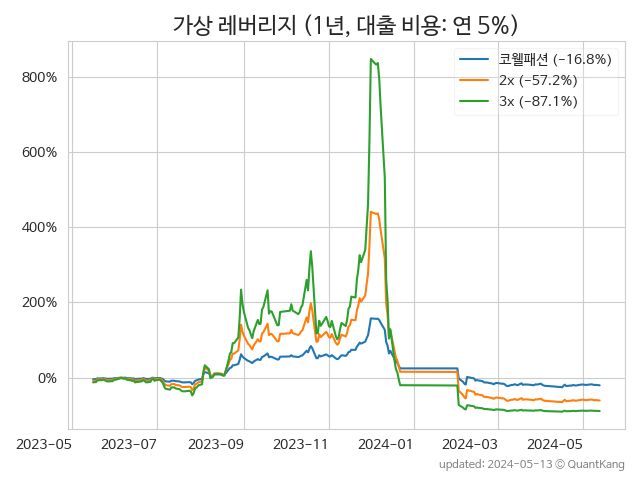 가상 레버리지 (1년, 대출 비용: 연 5%)
코웰패션 (-16.8%)
2x (-57.2%)
3x (-87.1%)
800%
600%
400%
200%
0%
2023-05 2023-07 2023-09 2023-11 2024-01 2024-03 2024-05
updated: 2024-05-13 © QuantKang